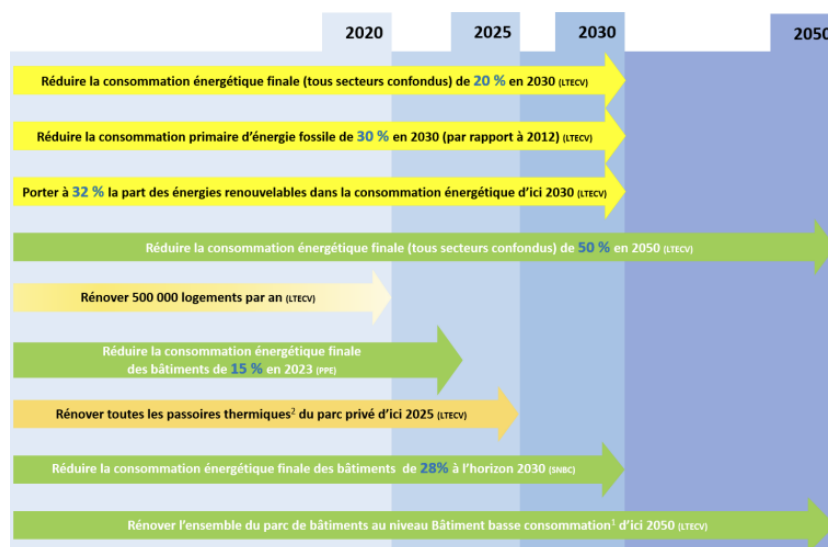 2020 2025 2030 2050
Réduire la consommation énergétique finale (tous secteurs confondus) de 20 % en 2030 (LTECV)
Réduire la consommation primaire d'énergie fossile de 30 % en 2030 (par rapport à 2012) (LTECV)
Porter à 32 % la part des énergies renouvelables dans la consommation énergétique d'ici 2030 (LTECV)
Réduire la consommation énergétique finale (tous secteurs confondus) de 50 % en 2050 (LTECV)
Rénover 500 000 logements par an (LTECV)
Réduire la consommation énergétique finale
des bâtiments de 15 % en 2023 (PPE)
Rénover toutes les passoires thermiques² du parc privé d'ici 2025 (LTECV)
Réduire la consommation énergétique finale des bâtiments de 28% à l'horizon 2030 (SNBC)
Rénover l'ensemble du parc de bâtiments au niveau Bâtiment basse consommation¹ d'ici 2050 (LTECV)